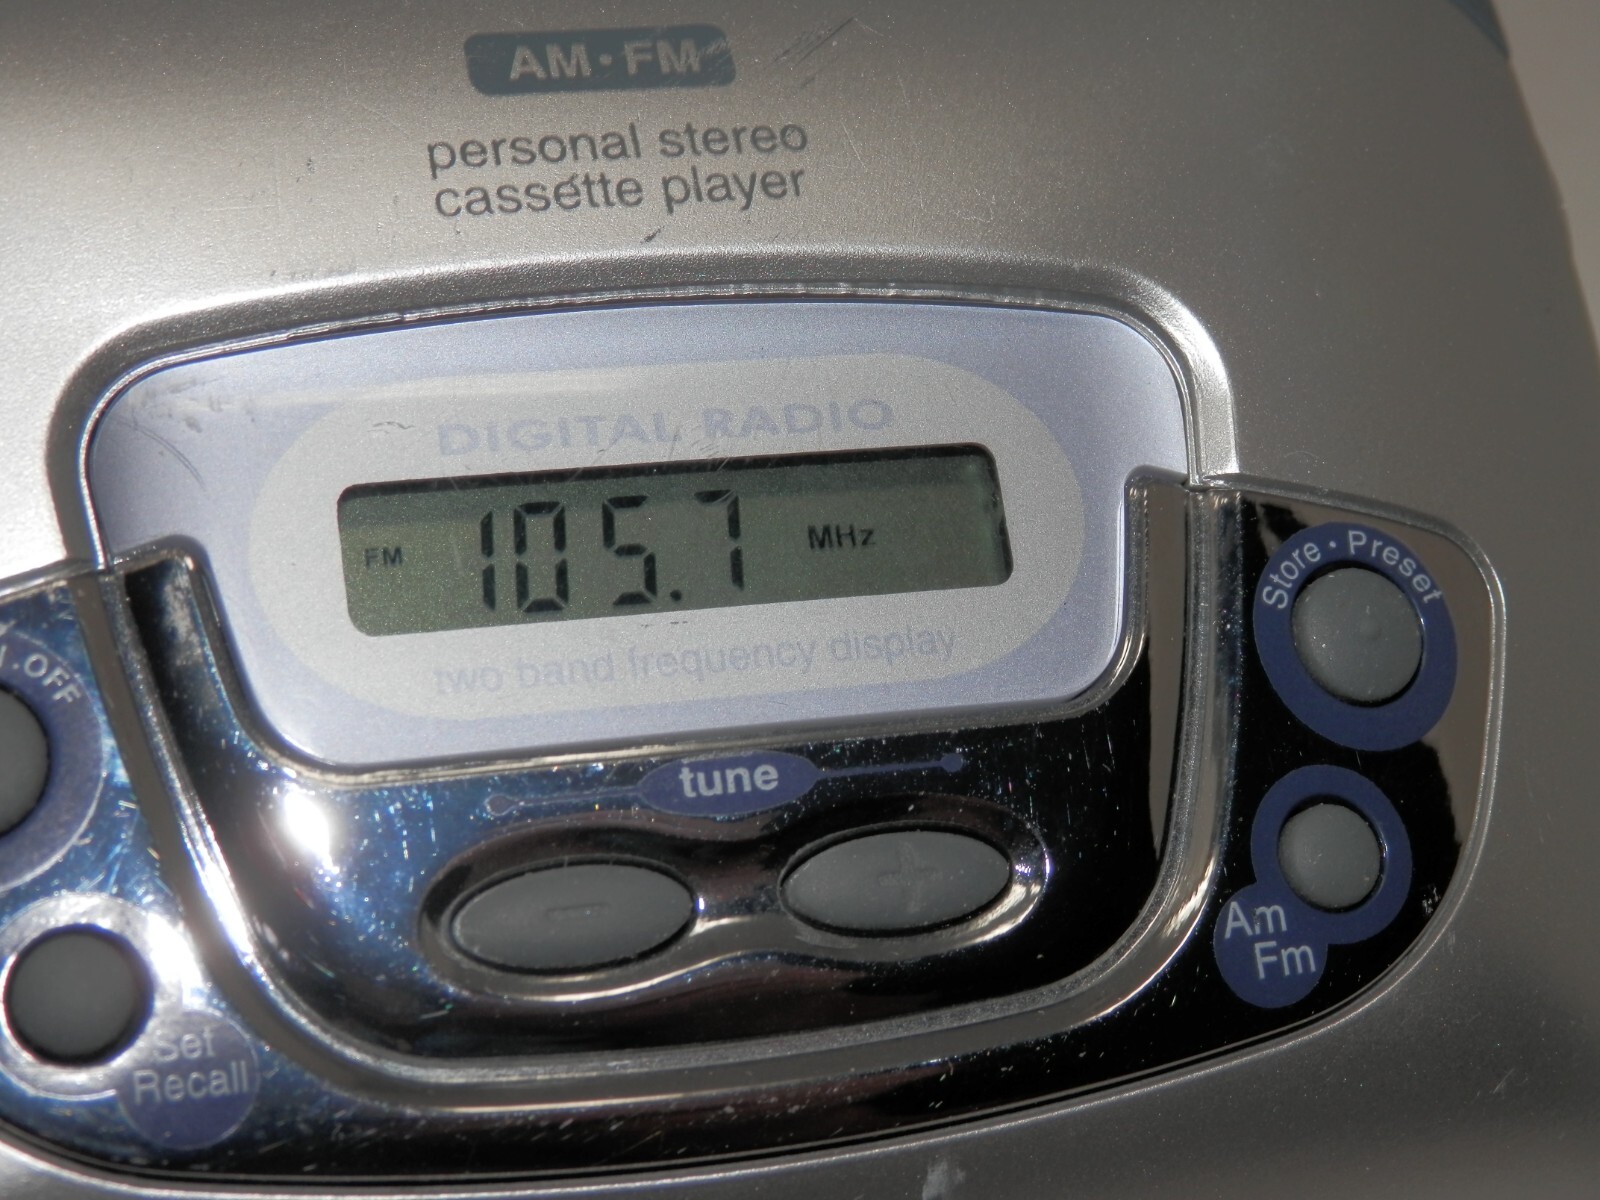 AM·FM
personal stereo
cassette player
DIGITAL RADIO
FM 105.7 MHz
two band frequency display
OFF
tune
- +
Store · Preset
Am
Fm
Set
Recall